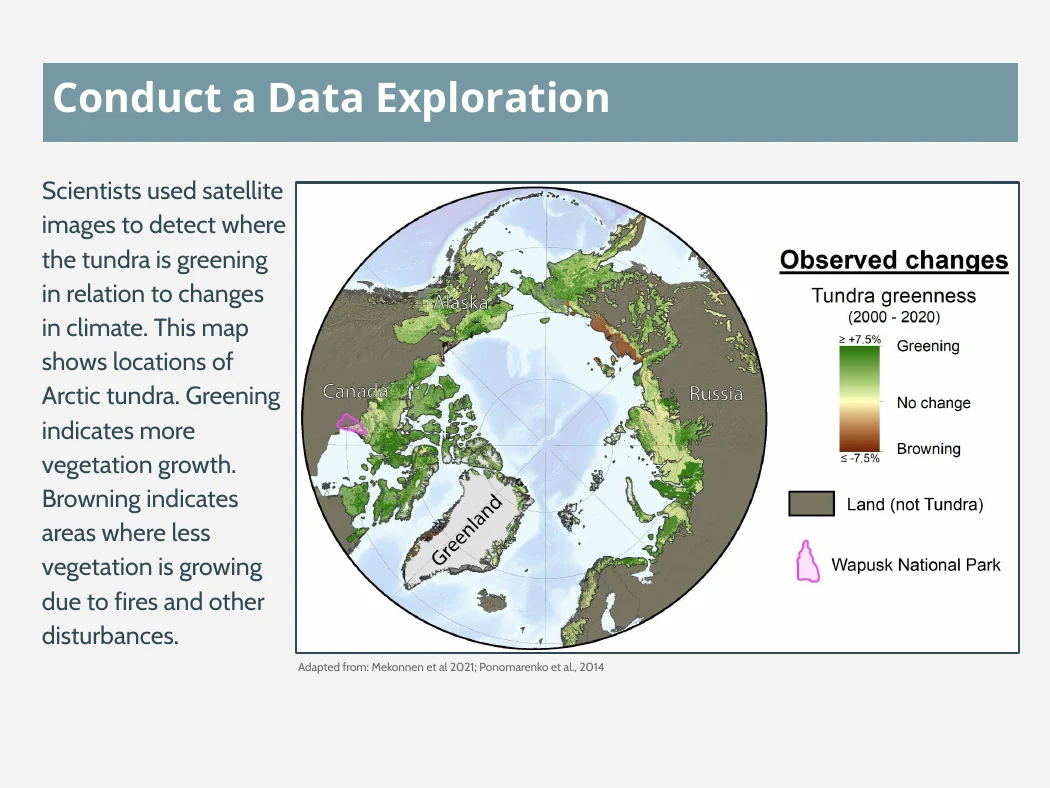 Conduct a Data Exploration
Scientists used satellite
images to detect where
the tundra is greening
in relation to changes
in climate. This map
shows locations of
Arctic tundra. Greening
indicates more
vegetation growth.
Browning indicates
areas where less
vegetation is growing
due to fires and other
disturbances.
Alaska
Canada
Russia
Greenland
Observed changes
Tundra greenness
(2000 - 2020)
≥ +7.5%
Greening
No change
Browning
≤ -7.5%
Land (not Tundra)
Wapusk National Park
Adapted from: Mekonnen et al 2021; Ponomarenko et al., 2014